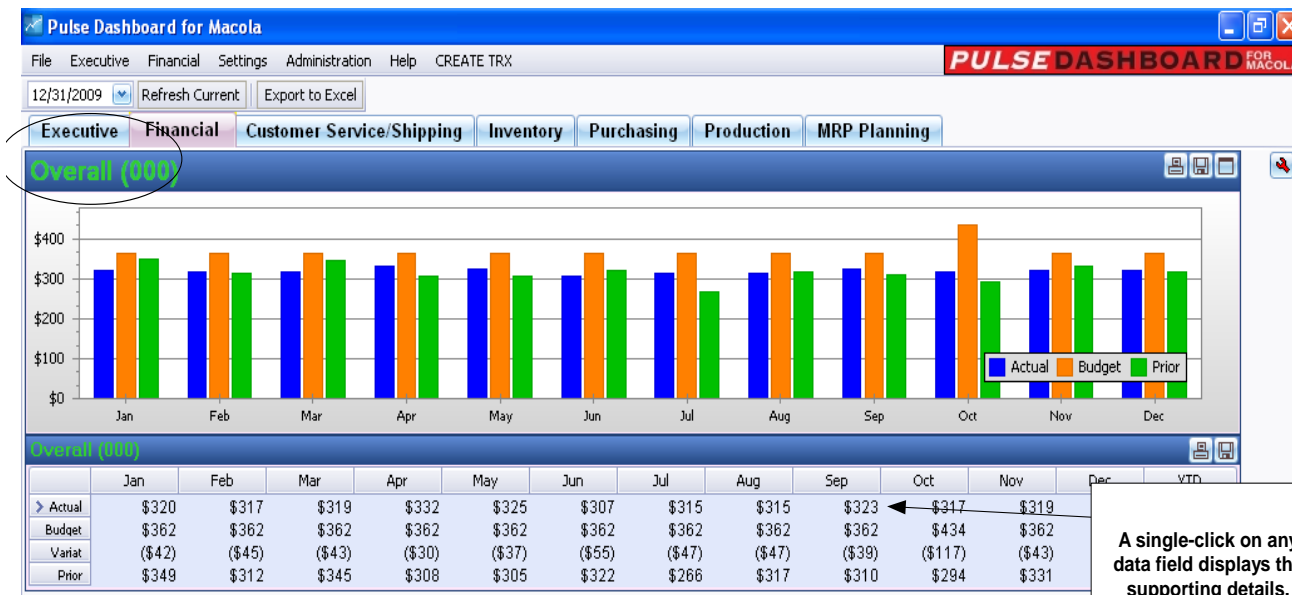 Pulse Dashboard for Macola
File Executive Financial Settings Administration Help CREATE TRX
PULSE DASHBOARD FOR MACOLA
12/31/2009 Refresh Current Export to Excel
Executive Financial Customer Service/Shipping Inventory Purchasing Production MRP Planning
Overall (000)
$400
$300
$200
$100
$0
Actual Budget Prior
Jan Feb Mar Apr May Jun Jul Aug Sep Oct Nov Dec
Overall (000)
Jan Feb Mar Apr May Jun Jul Aug Sep Oct Nov Dec YTD
Actual $320 $317 $319 $332 $325 $307 $315 $315 $323 $317 $319
Budget $362 $362 $362 $362 $362 $362 $362 $362 $362 $434 $362
Variat ($42) ($45) ($43) ($30) ($37) ($55) ($47) ($47) ($39) ($117) ($43)
Prior $349 $312 $345 $308 $305 $322 $266 $317 $310 $294 $331
A single-click on any
data field displays th
supporting details.